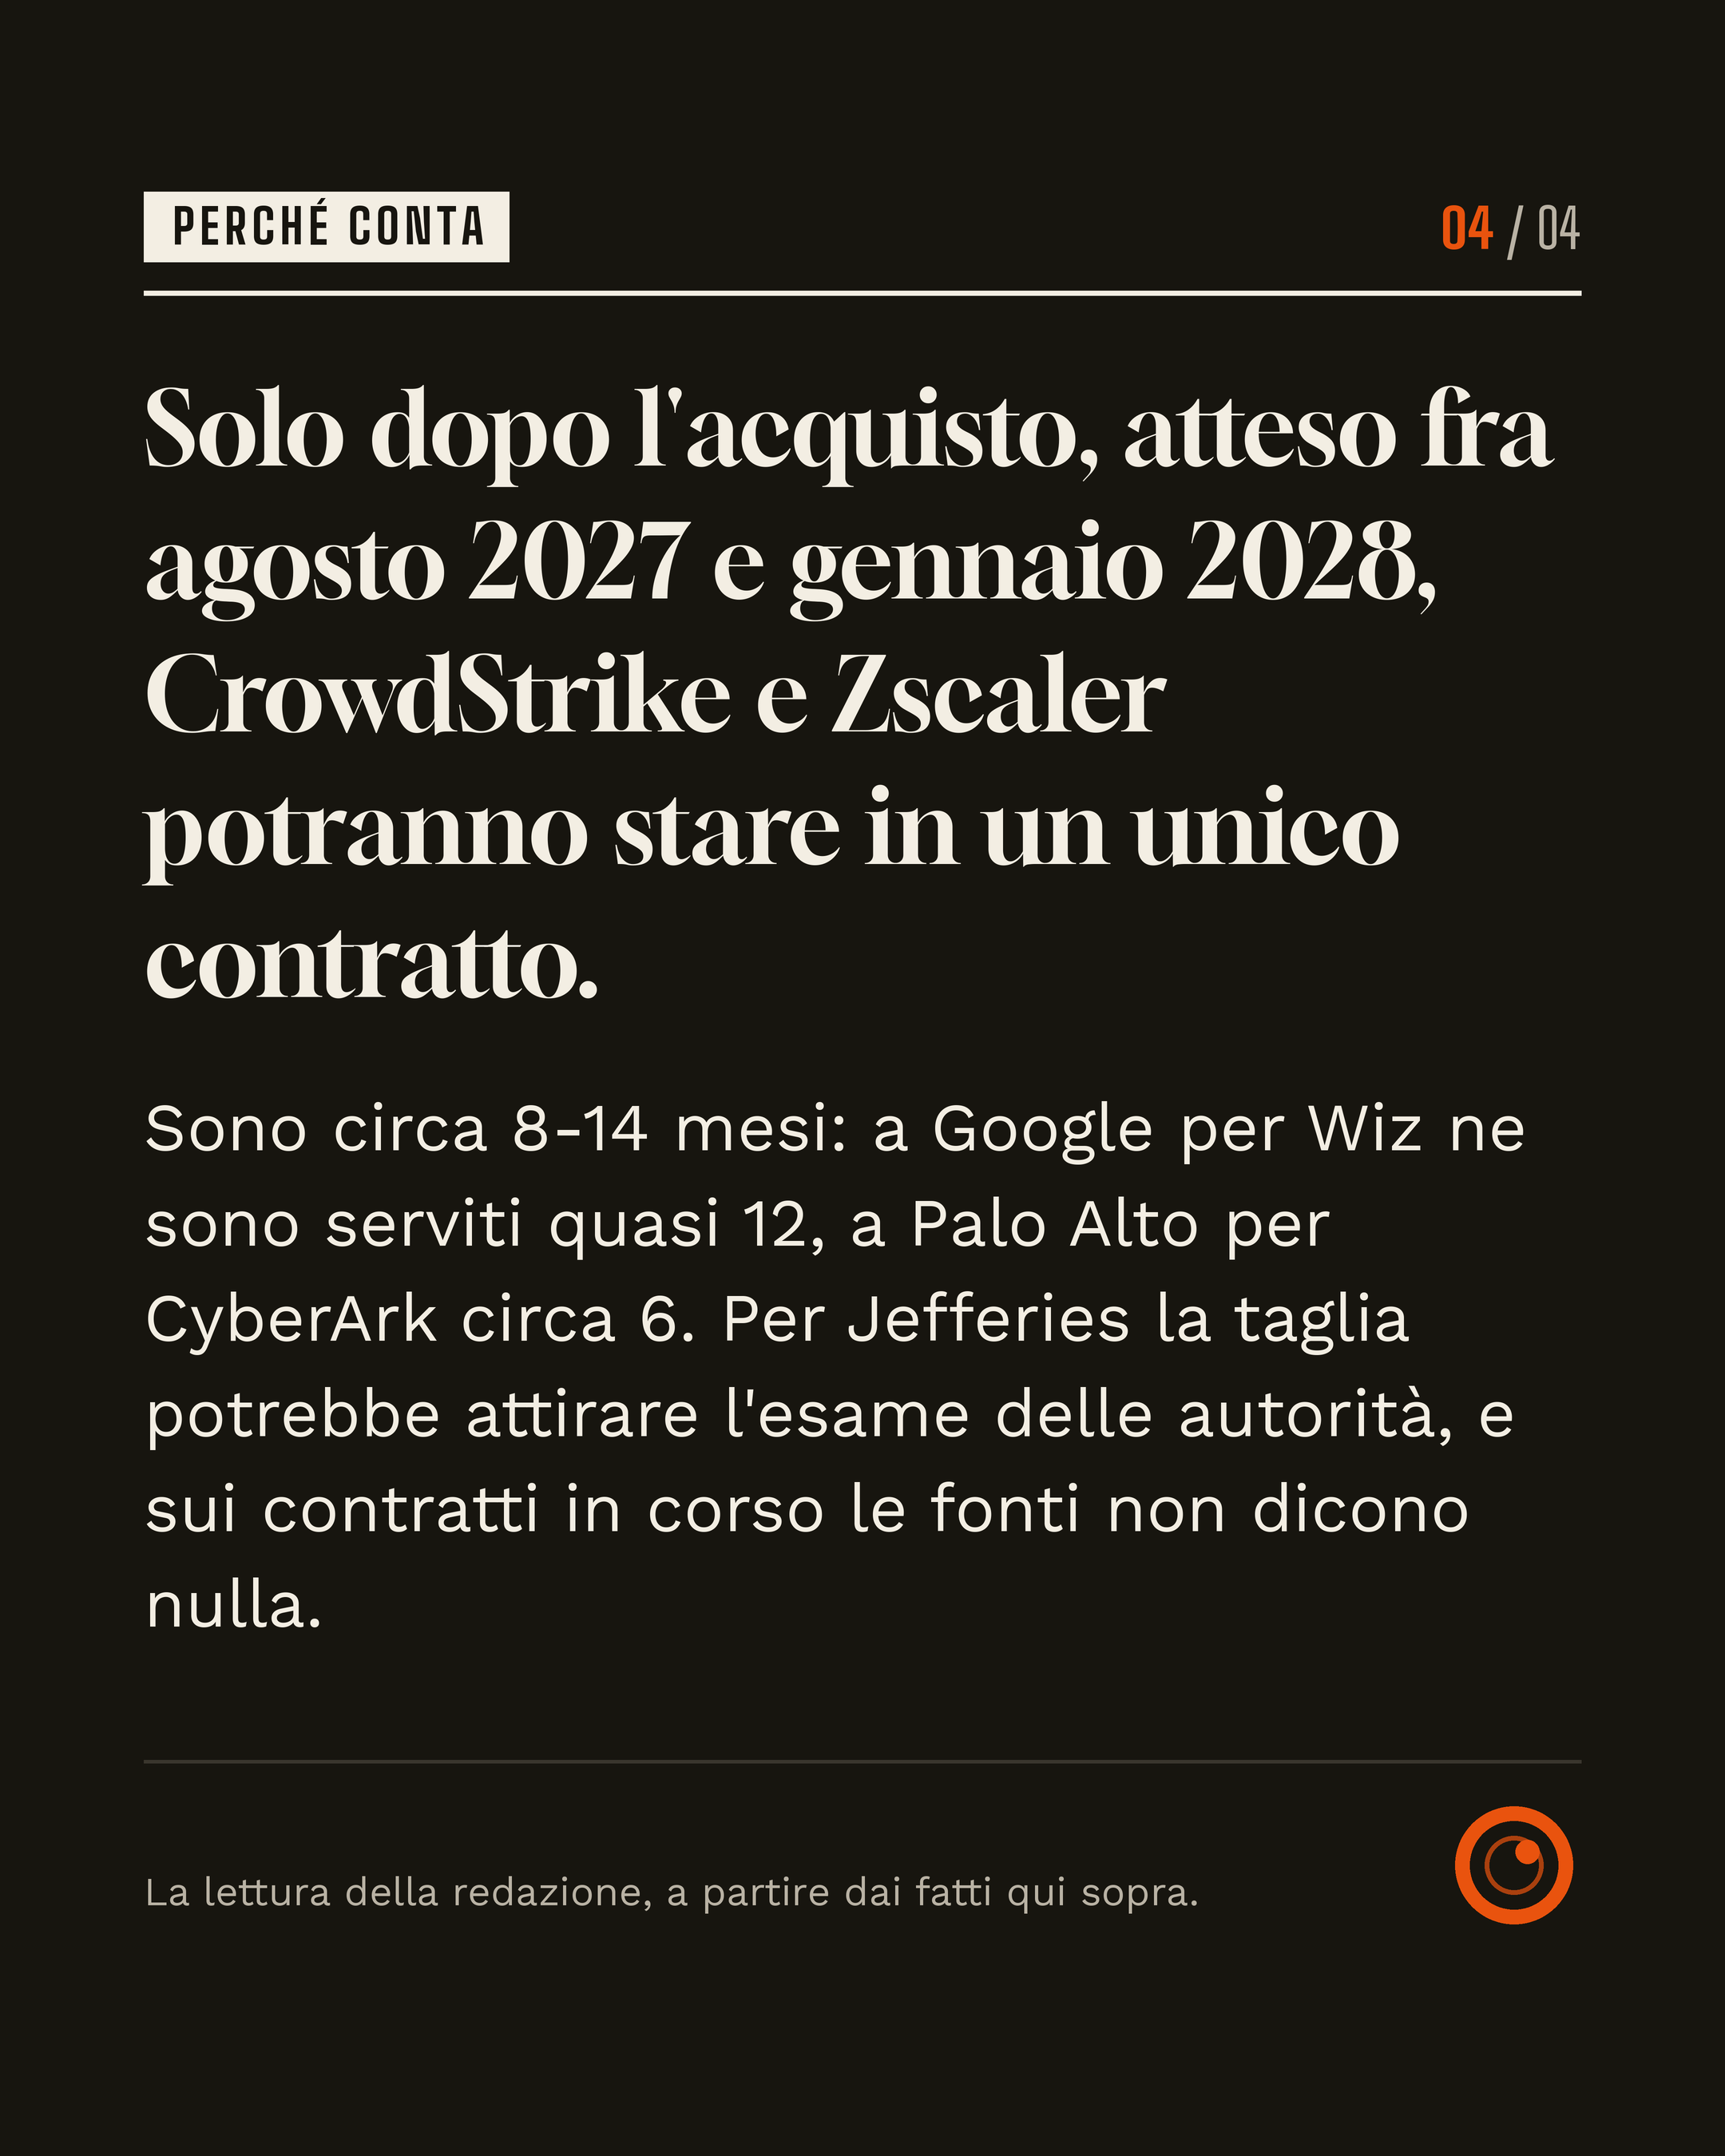 PERCHÉ CONTA
04 / 04
Solo dopo l'acquisto, atteso fra
agosto 2027 e gennaio 2028,
CrowdStrike e Zscaler
potranno stare in un unico
contratto.
Sono circa 8-14 mesi: a Google per Wiz ne
sono serviti quasi 12, a Palo Alto per
CyberArk circa 6. Per Jefferies la taglia
potrebbe attirare l'esame delle autorità, e
sui contratti in corso le fonti non dicono
nulla.
La lettura della redazione, a partire dai fatti qui sopra.